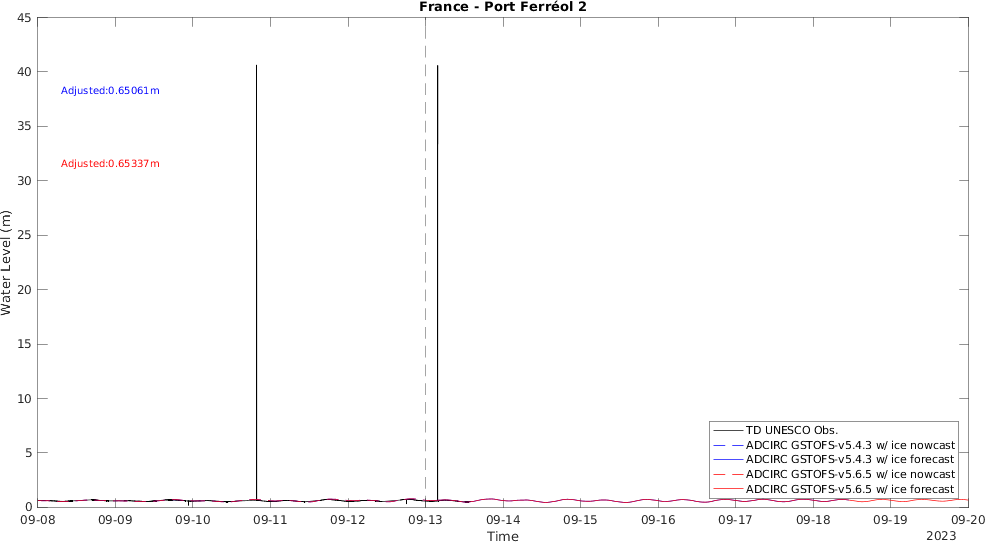 France - Port Ferréol 2
45
40
35
30
25
20
15
10
5
0
Water Level (m)
Adjusted:0.65061m
Adjusted:0.65337m
TD UNESCO Obs.
ADCIRC GSTOFS-v5.4.3 w/ ice nowcast
ADCIRC GSTOFS-v5.4.3 w/ ice forecast
ADCIRC GSTOFS-v5.6.5 w/ ice nowcast
ADCIRC GSTOFS-v5.6.5 w/ ice forecast
09-08 09-09 09-10 09-11 09-12 09-13 09-14 09-15 09-16 09-17 09-18 09-19 09-20
Time
2023